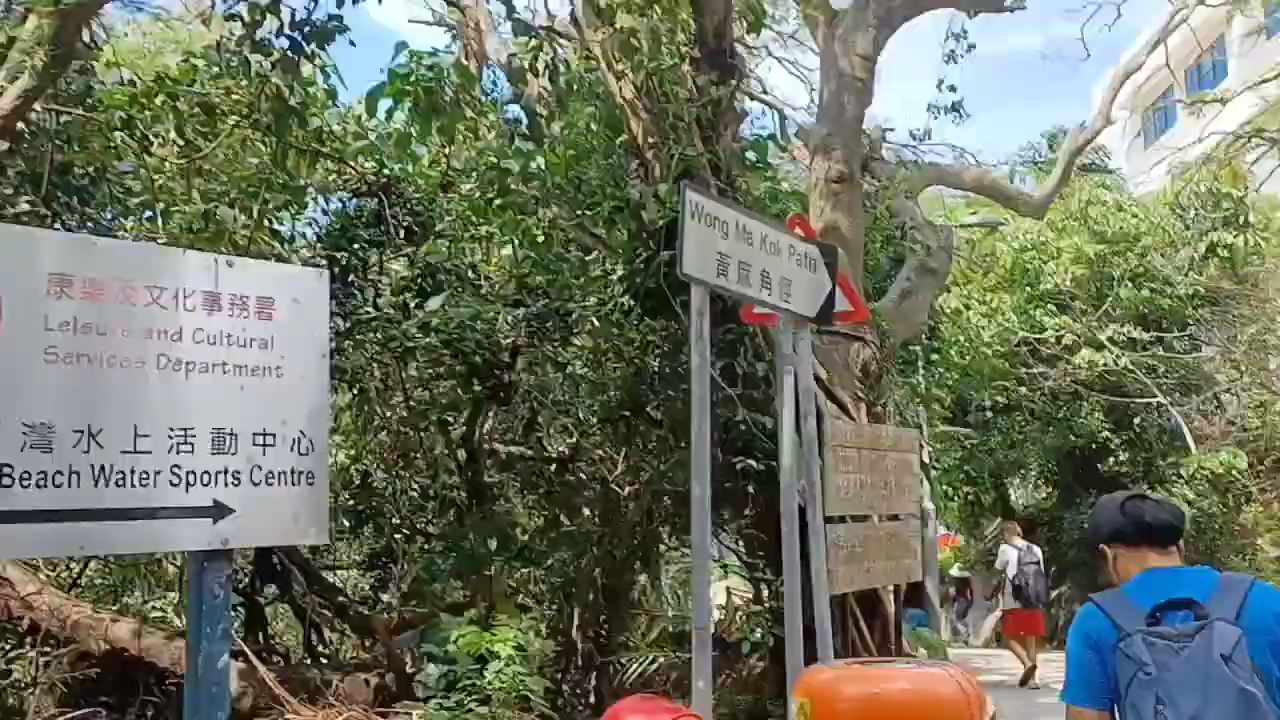 康樂及文化事務署
Leisure and Cultural
Services Department
灣水上活動中心
Beach Water Sports Centre
Wong Ma Kok Path
黃麻角徑